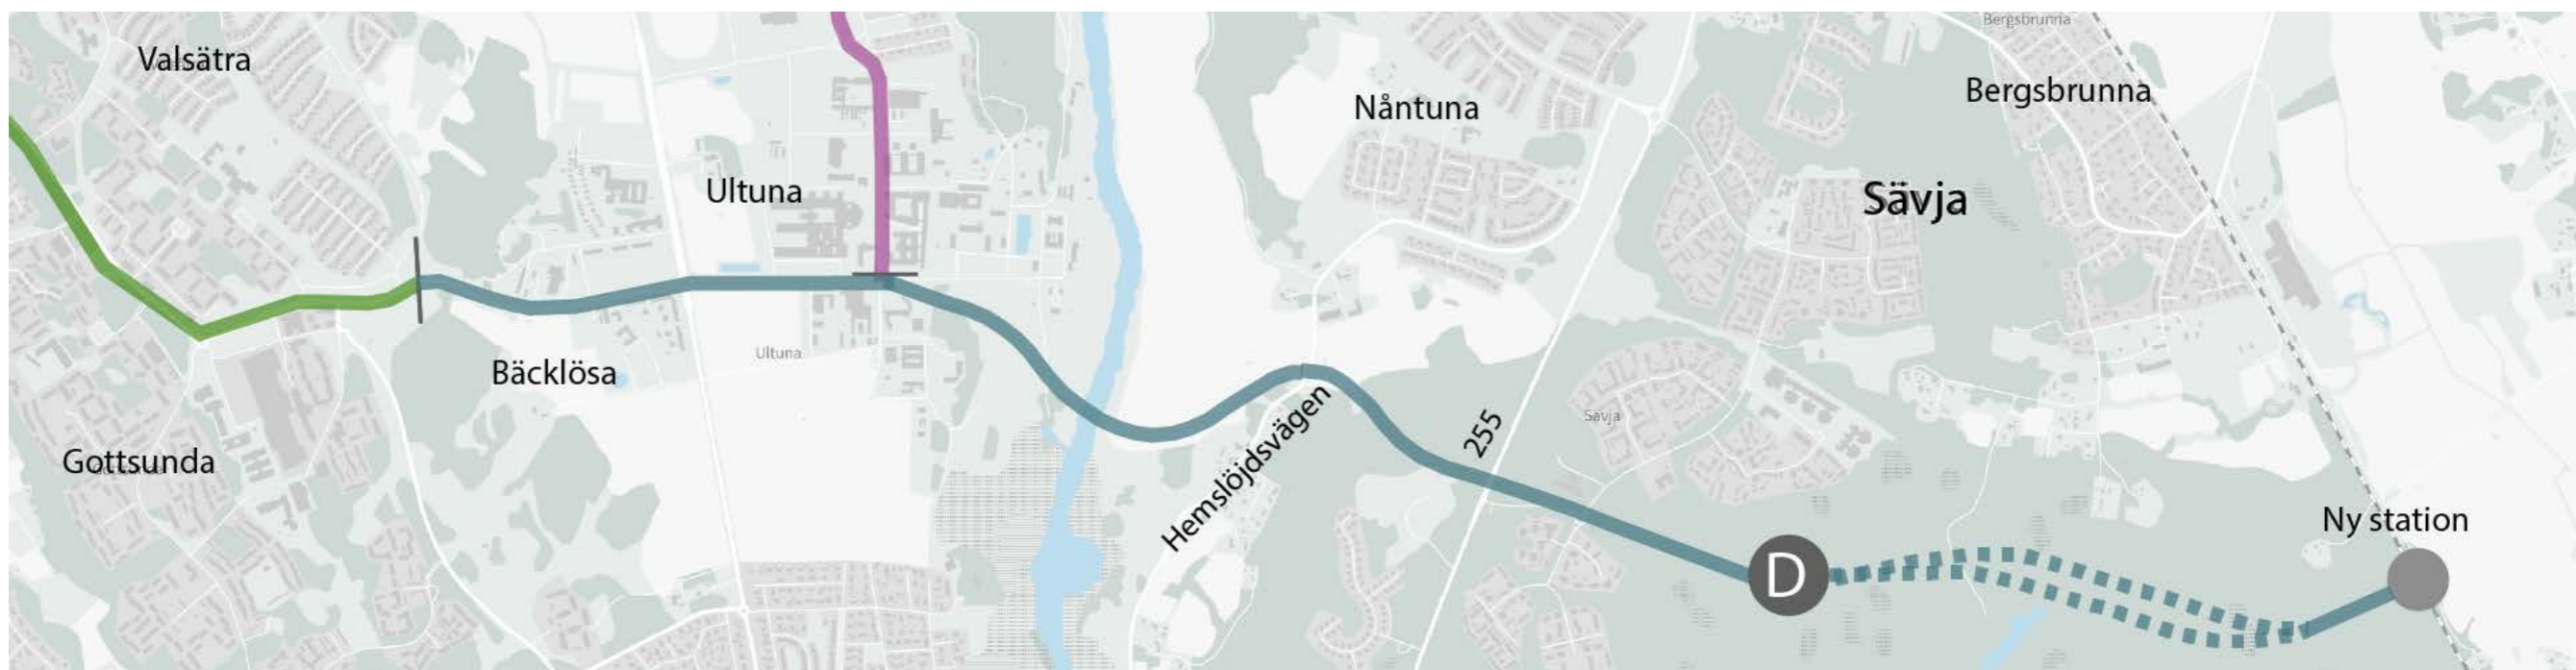 Bergsbrunna
Valsätra
Bergsbrunna
Nåntuna
Ultuna
Sävja
Ultuna
Bäcklösa
Sävja
Hemslöjdsvägen
255
Gottsunda
Ny station
D